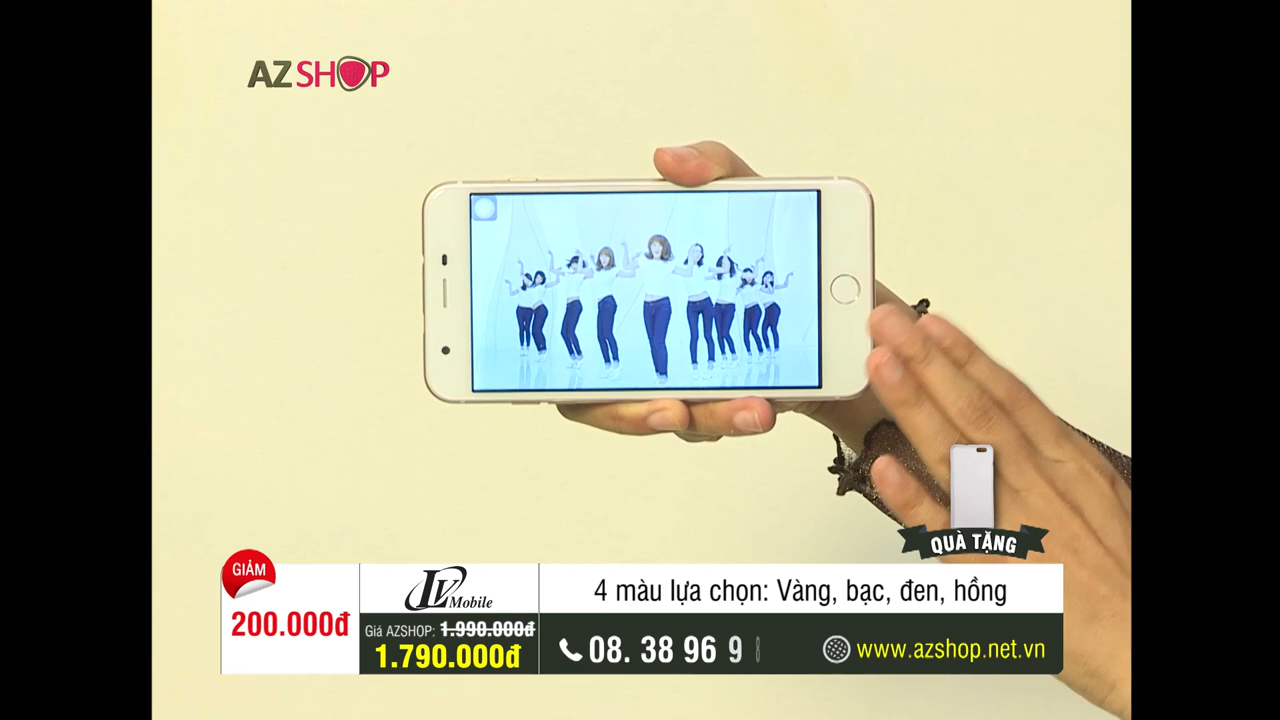 AZSHOP
QUÀ TẶNG
GIẢM
200.000đ
LV Mobile
Giá AZSHOP: 1.990.000đ
1.790.000đ
4 màu lựa chọn: Vàng, bạc, đen, hồng
08. 38 96 9
www.azshop.net.vn